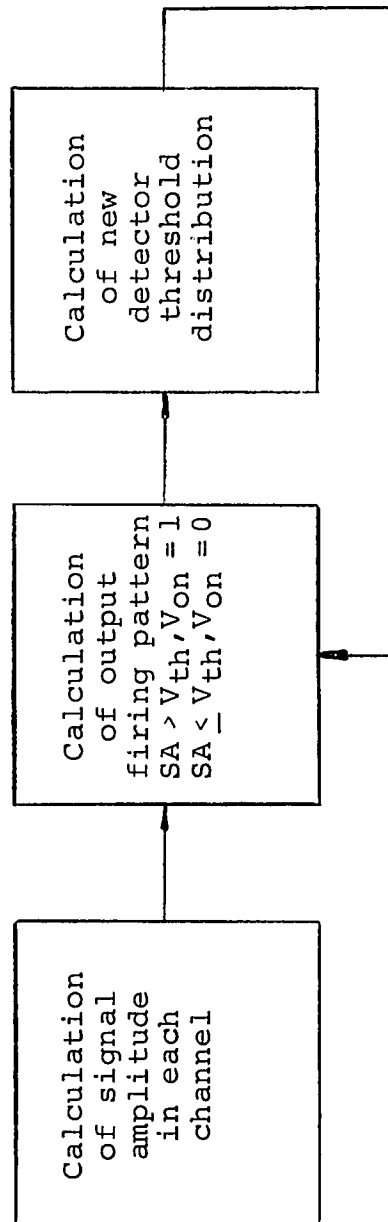 Calculation
of signal
amplitude
in each
channel
Calculation
of output
firing pattern
SA > Vth, Von = 1
SA ≤ Vth, Von = 0
Calculation
of new
detector
threshold
distribution